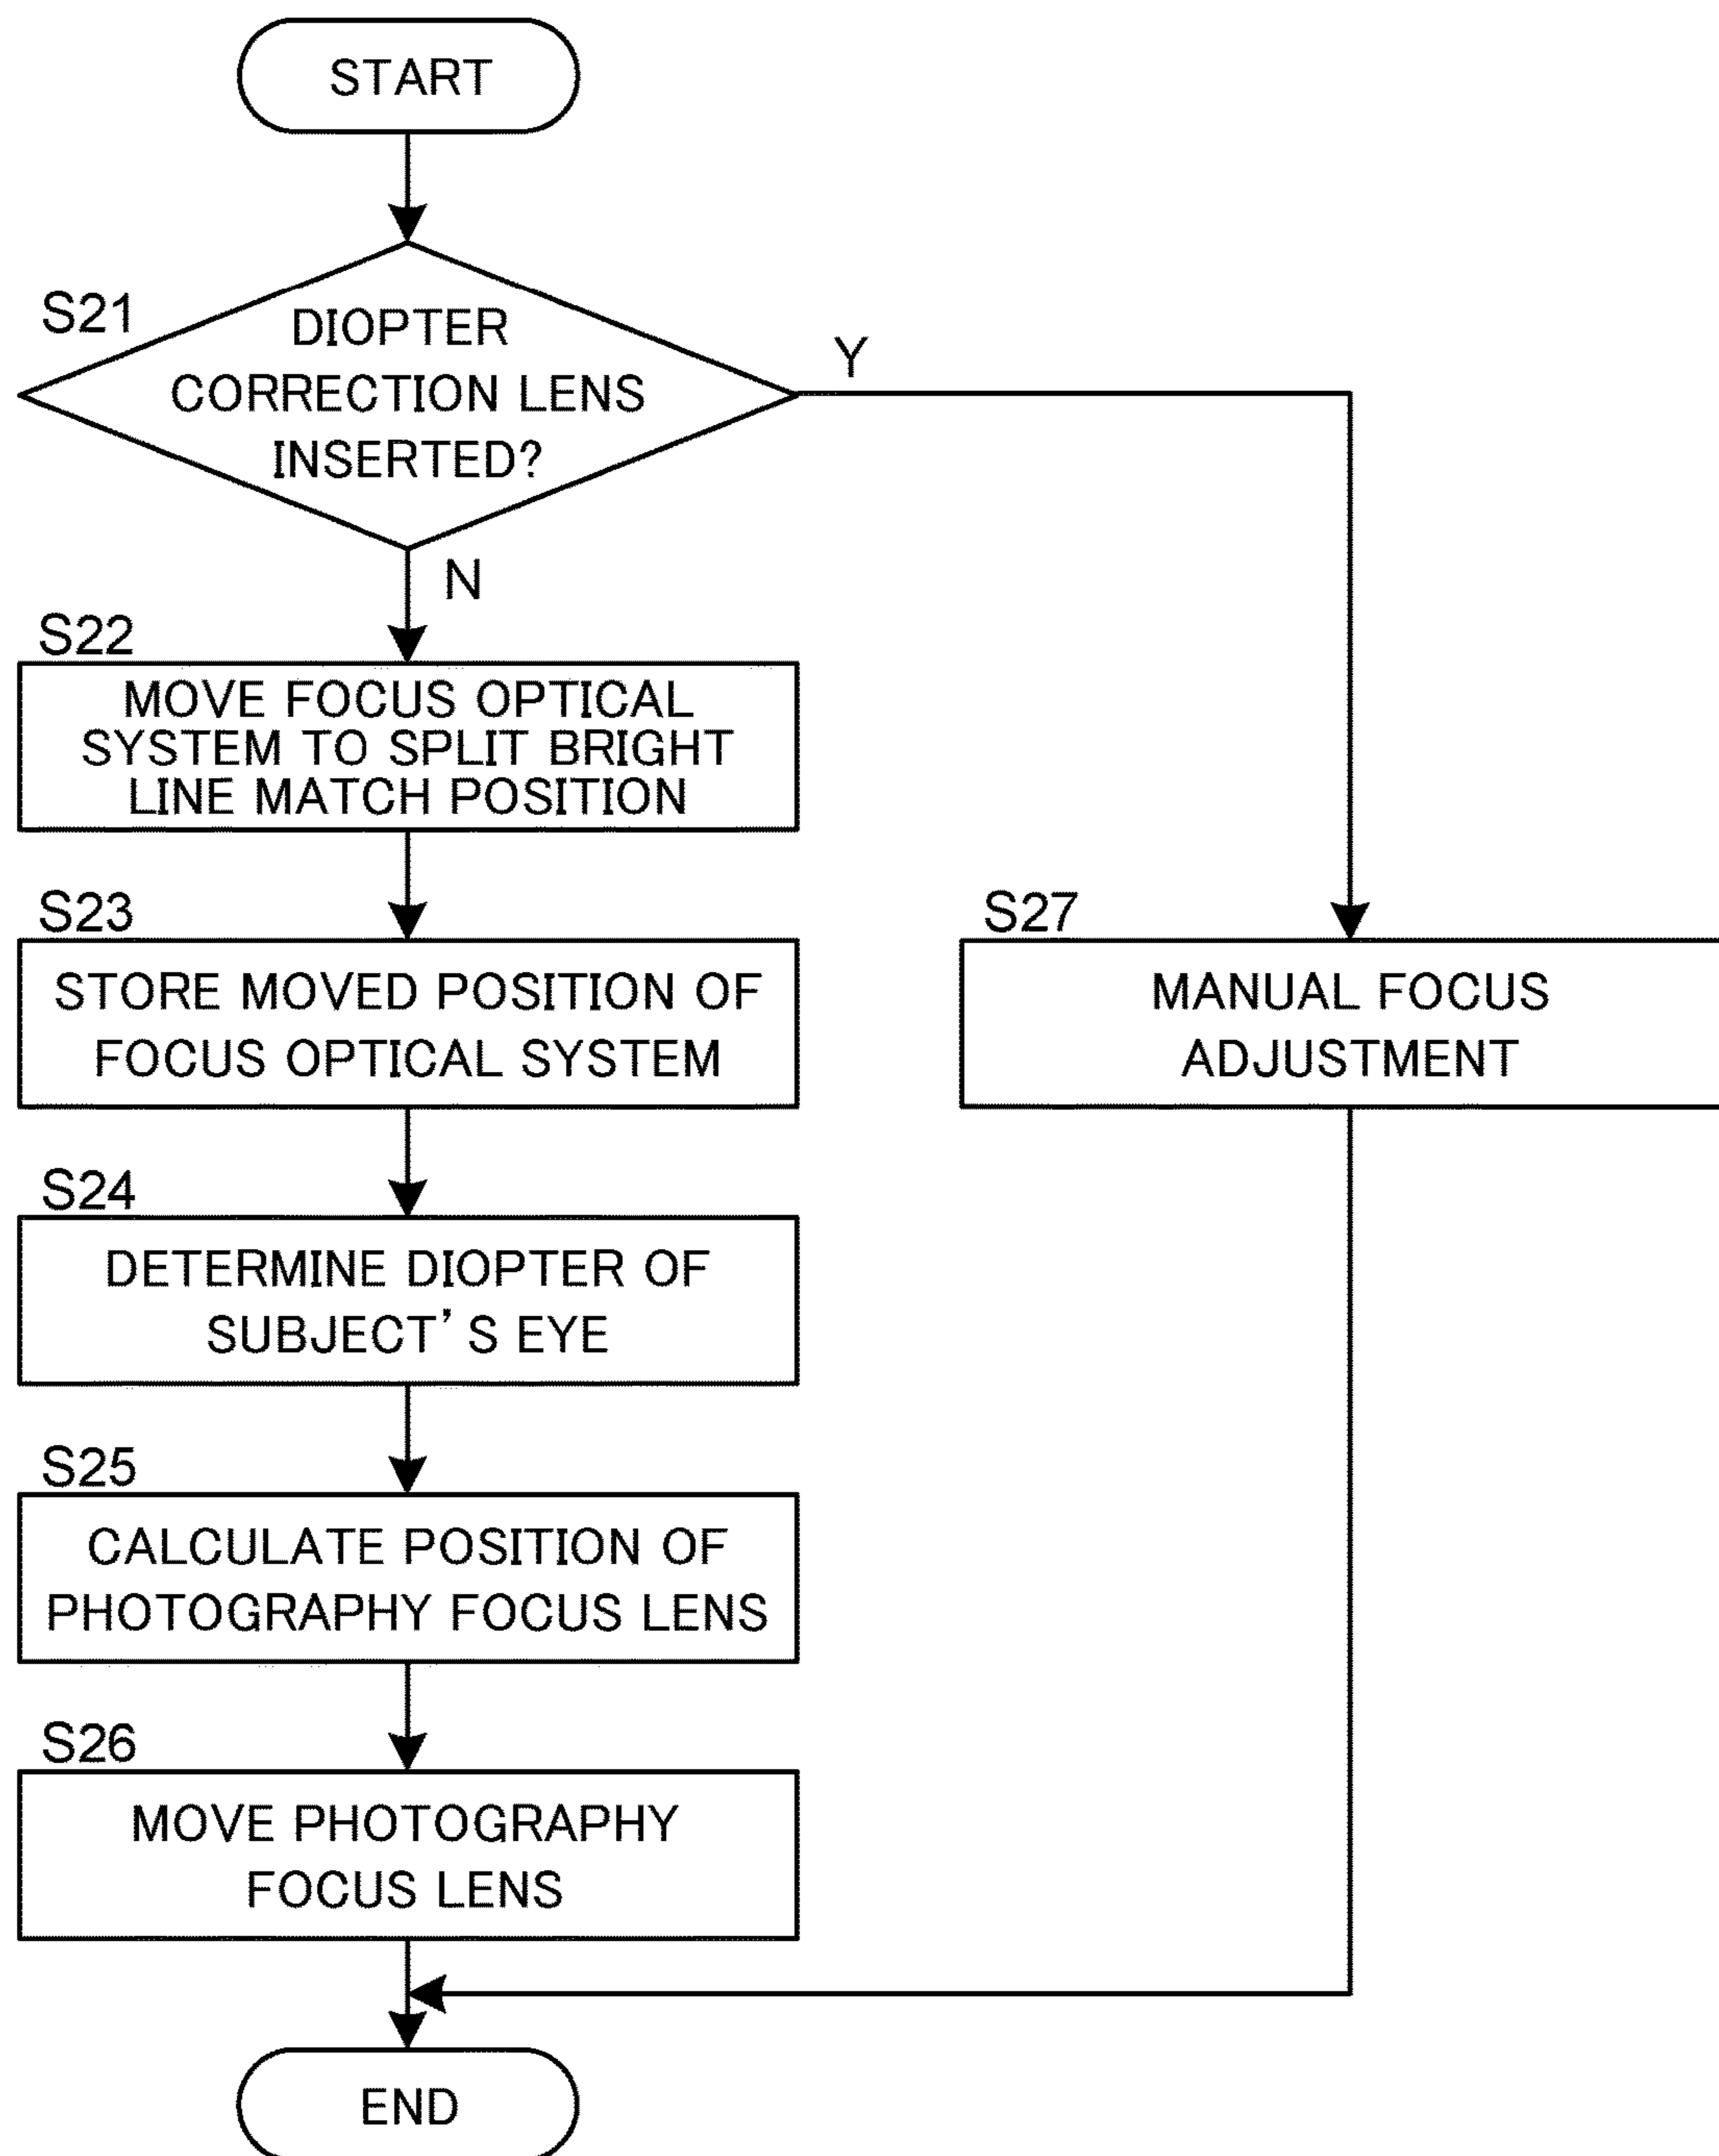 START
S21
DIOPTER
CORRECTION LENS
INSERTED?
Y
N
S22
MOVE FOCUS OPTICAL
SYSTEM TO SPLIT BRIGHT
LINE MATCH POSITION
S23
STORE MOVED POSITION OF
FOCUS OPTICAL SYSTEM
S27
MANUAL FOCUS
ADJUSTMENT
S24
DETERMINE DIOPTER OF
SUBJECT'S EYE
S25
CALCULATE POSITION OF
PHOTOGRAPHY FOCUS LENS
S26
MOVE PHOTOGRAPHY
FOCUS LENS
END